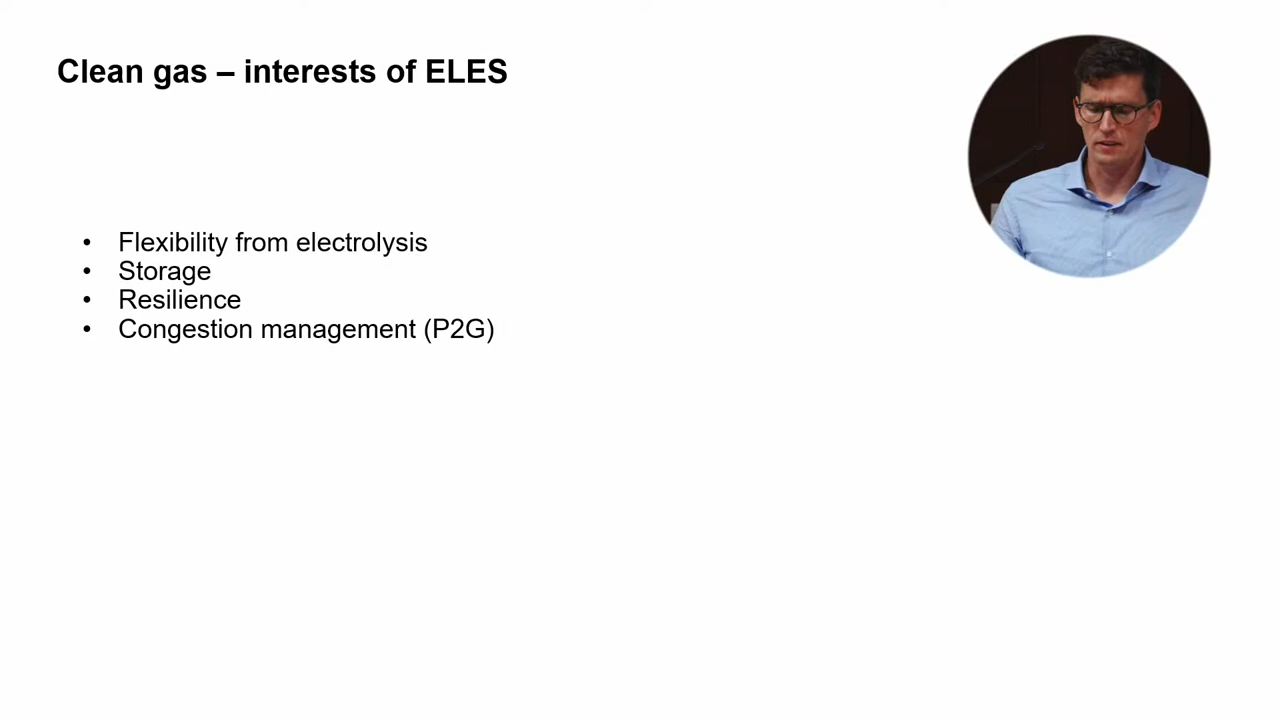 Clean gas – interests of ELES
• Flexibility from electrolysis
• Storage
• Resilience
• Congestion management (P2G)